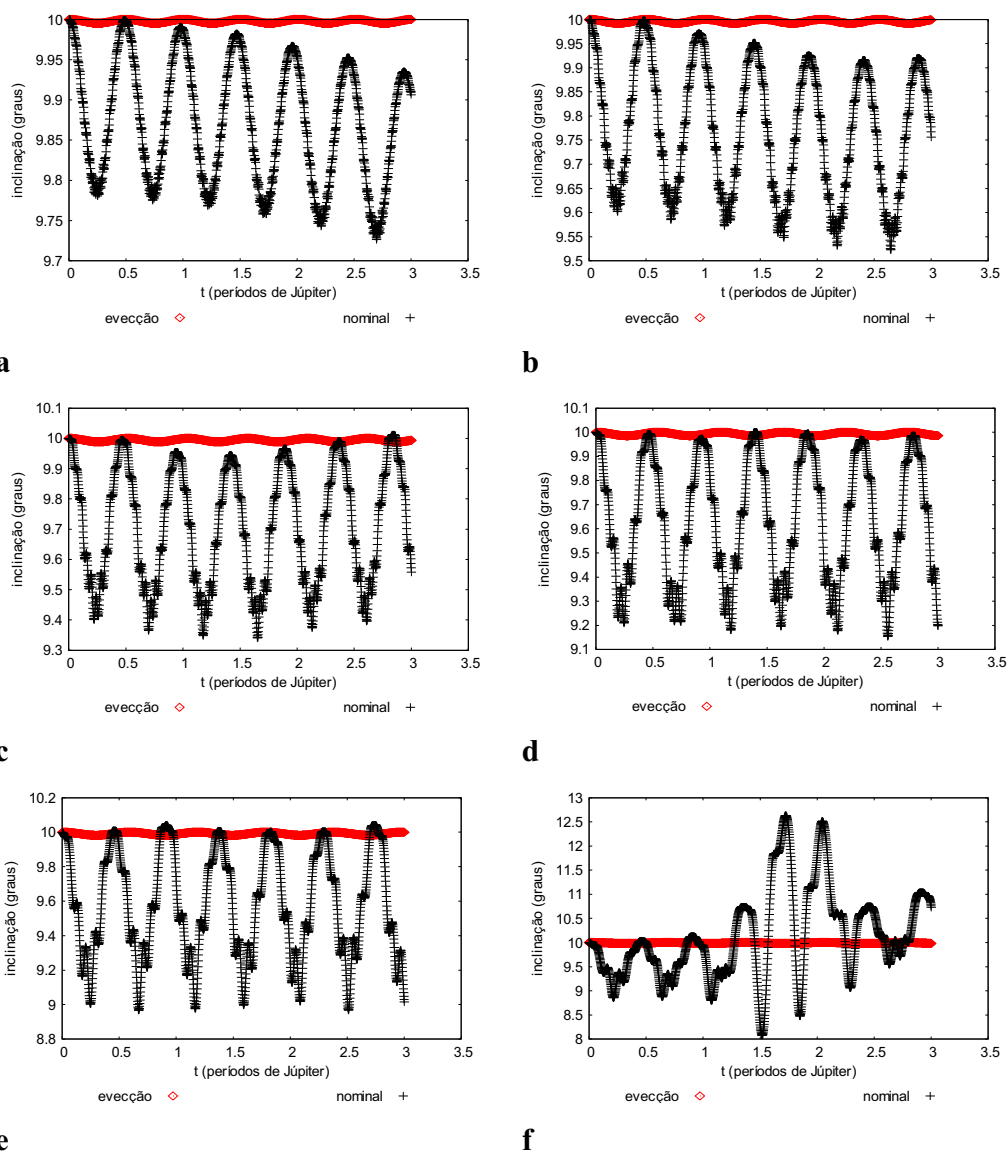 10
9.95
9.9
9.85
9.8
9.75
9.7
inclinação (graus)
0 0.5 1 1.5 2 2.5 3 3.5
t (períodos de Júpiter)
evecção nominal
a
10
9.95
9.9
9.85
9.8
9.75
9.7
9.65
9.6
9.55
9.5
inclinação (graus)
0 0.5 1 1.5 2 2.5 3 3.5
t (períodos de Júpiter)
evecção nominal
b
10.1
10
9.9
9.8
9.7
9.6
9.5
9.4
9.3
inclinação (graus)
0 0.5 1 1.5 2 2.5 3 3.5
t (períodos de Júpiter)
evecção nominal
c
10.1
10
9.9
9.8
9.7
9.6
9.5
9.4
9.3
9.2
9.1
inclinação (graus)
0 0.5 1 1.5 2 2.5 3 3.5
t (períodos de Júpiter)
evecção nominal
d
10.2
10
9.8
9.6
9.4
9.2
9
8.8
inclinação (graus)
0 0.5 1 1.5 2 2.5 3 3.5
t (períodos de Júpiter)
evecção nominal
e
13
12.5
12
11.5
11
10.5
10
9.5
9
8.5
8
inclinação (graus)
0 0.5 1 1.5 2 2.5 3 3.5
t (períodos de Júpiter)
evecção nominal
f